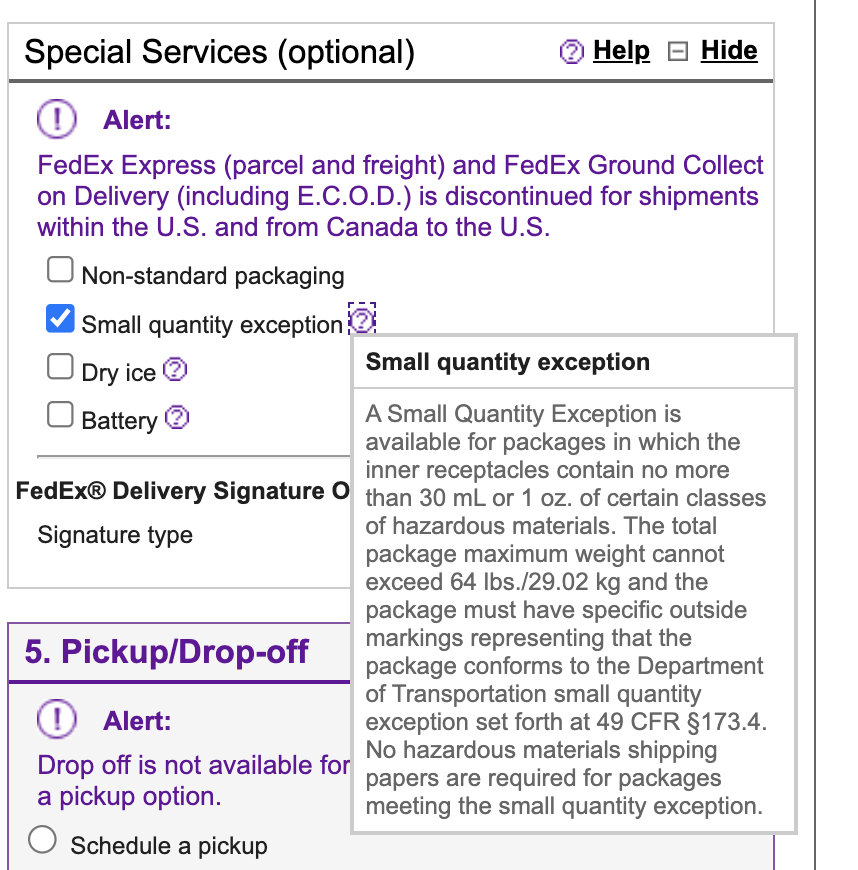 Special Services (optional)
Help
Hide
Alert:
FedEx Express (parcel and freight) and FedEx Ground Collect
on Delivery (including E.C.O.D.) is discontinued for shipments
within the U.S. and from Canada to the U.S.
Non-standard packaging
Small quantity exception
Dry ice
Battery
FedEx® Delivery Signature O
Signature type
Small quantity exception
A Small Quantity Exception is
available for packages in which the
inner receptacles contain no more
than 30 mL or 1 oz. of certain classes
of hazardous materials. The total
package maximum weight cannot
exceed 64 lbs./29.02 kg and the
package must have specific outside
markings representing that the
package conforms to the Department
of Transportation small quantity
exception set forth at 49 CFR §173.4.
No hazardous materials shipping
papers are required for packages
meeting the small quantity exception.
5. Pickup/Drop-off
Alert:
Drop off is not available for
a pickup option.
Schedule a pickup